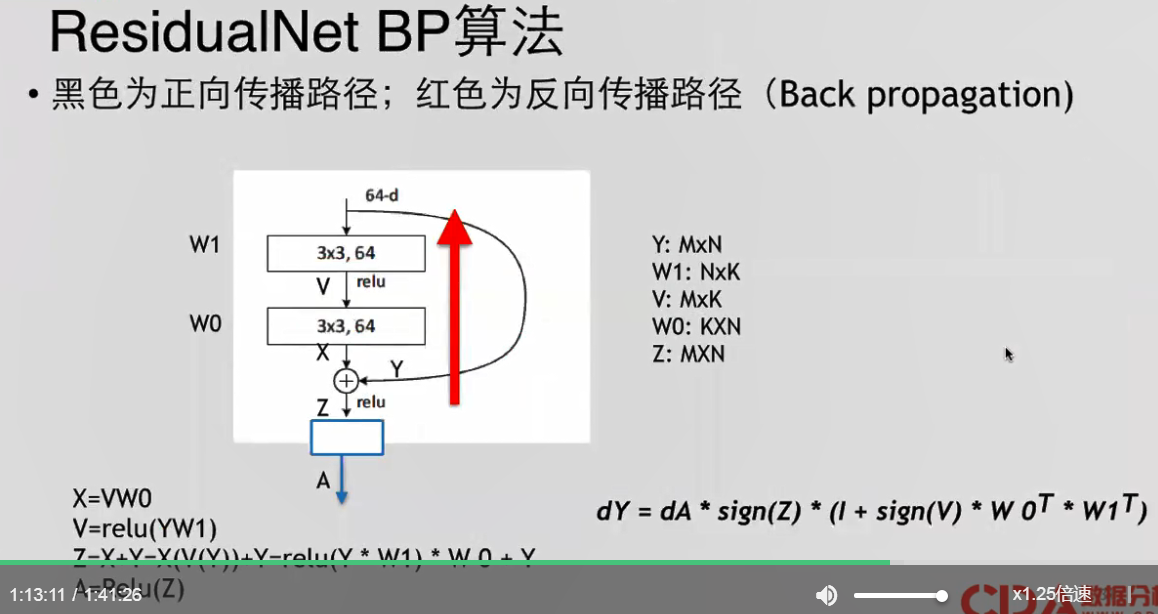 ResidualNet BP算法
• 黑色为正向传播路径；红色为反向传播路径（Back propagation)
64-d
W1
3x3, 64
V relu
W0
3x3, 64
X
Y
Z relu
A
Y: MxN
W1: NxK
V: MxK
W0: KXN
Z: MXN
X=VW0
V=relu(YW1)
Z=X+Y=X(V(Y))+Y=relu(Y * W1) * W 0 + Y
A=Relu(Z)
dY = dA * sign(Z) * (I + sign(V) * W 0T * W1T)
1:13:11 / 1:41:26
x1.25倍速
CDA 数据分